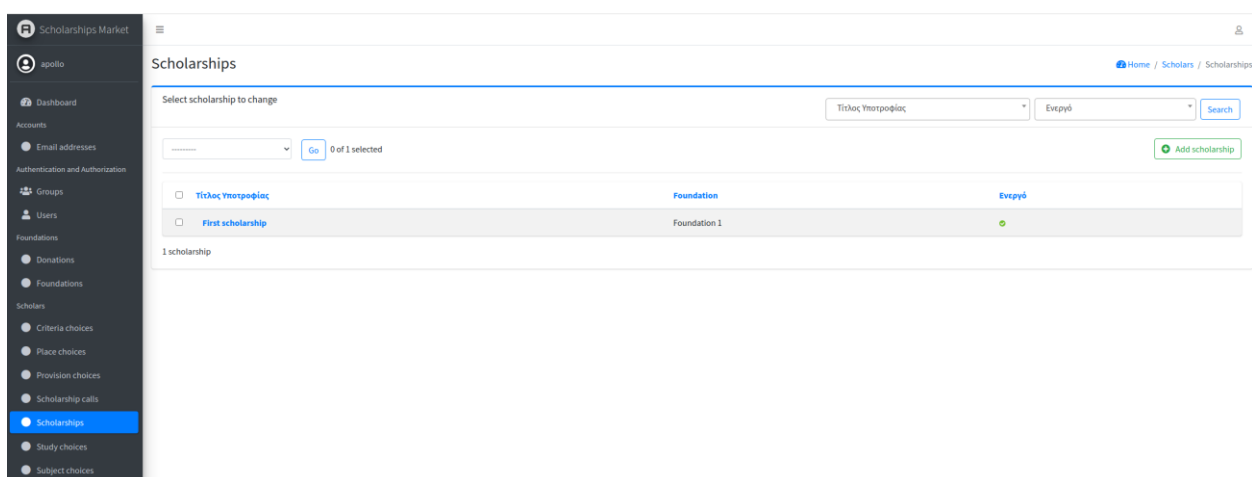 Scholarships Market
apollo
Scholarships
Home / Scholars / Scholarships
Dashboard
Accounts
Email addresses
Authentication and Authorization
Groups
Users
Foundations
Donations
Foundations
Scholars
Criteria choices
Place choices
Provision choices
Scholarship calls
Scholarships
Study choices
Subject choices
Select scholarship to change
Τίτλος Υποτροφίας
Ενεργό
Search
---------
Go
0 of 1 selected
Add scholarship
Τίτλος Υποτροφίας Foundation Ενεργό
First scholarship Foundation 1
1 scholarship